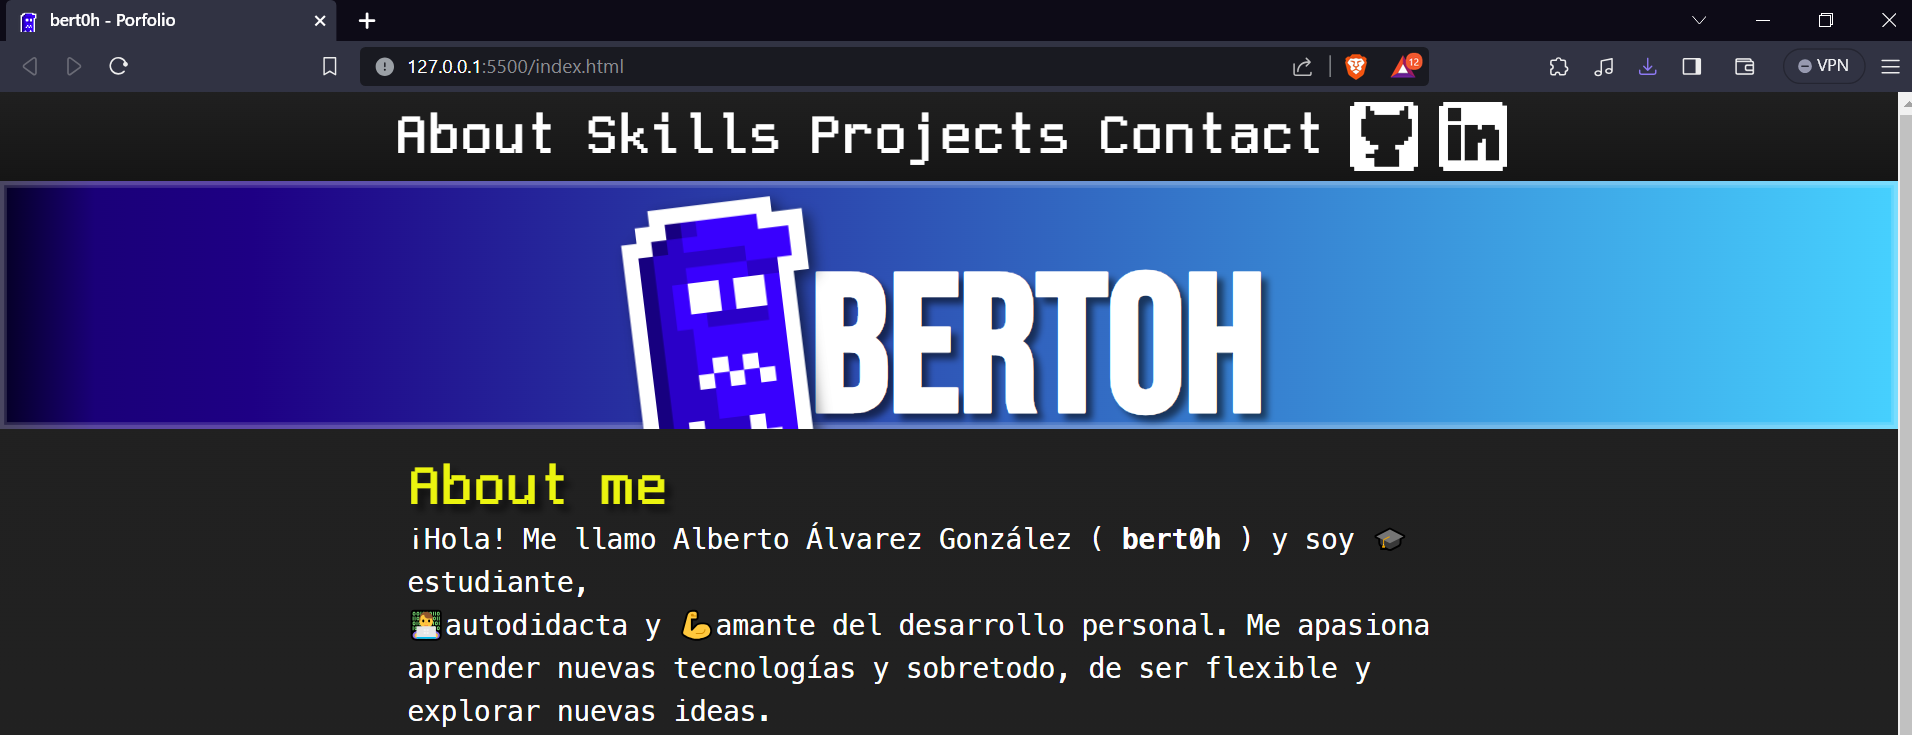 bert0h - Porfolio
127.0.0.1:5500/index.html
12
VPN
About Skills Projects Contact in
BERTOH
About me
¡Hola! Me llamo Alberto Álvarez González ( bert0h ) y soy 🎓
estudiante,
👨‍💻autodidacta y 💪amante del desarrollo personal. Me apasiona
aprender nuevas tecnologías y sobretodo, de ser flexible y
explorar nuevas ideas.